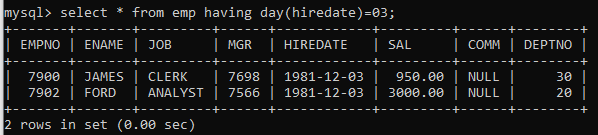 mysql> select * from emp having day(hiredate)=03;
+-------+-------+---------+------+------------+---------+------+--------+
| EMPNO | ENAME | JOB     | MGR  | HIREDATE   | SAL     | COMM | DEPTNO |
+-------+-------+---------+------+------------+---------+------+--------+
|  7900 | JAMES | CLERK   | 7698 | 1981-12-03 |  950.00 | NULL |     30 |
|  7902 | FORD  | ANALYST | 7566 | 1981-12-03 | 3000.00 | NULL |     20 |
+-------+-------+---------+------+------------+---------+------+--------+
2 rows in set (0.00 sec)